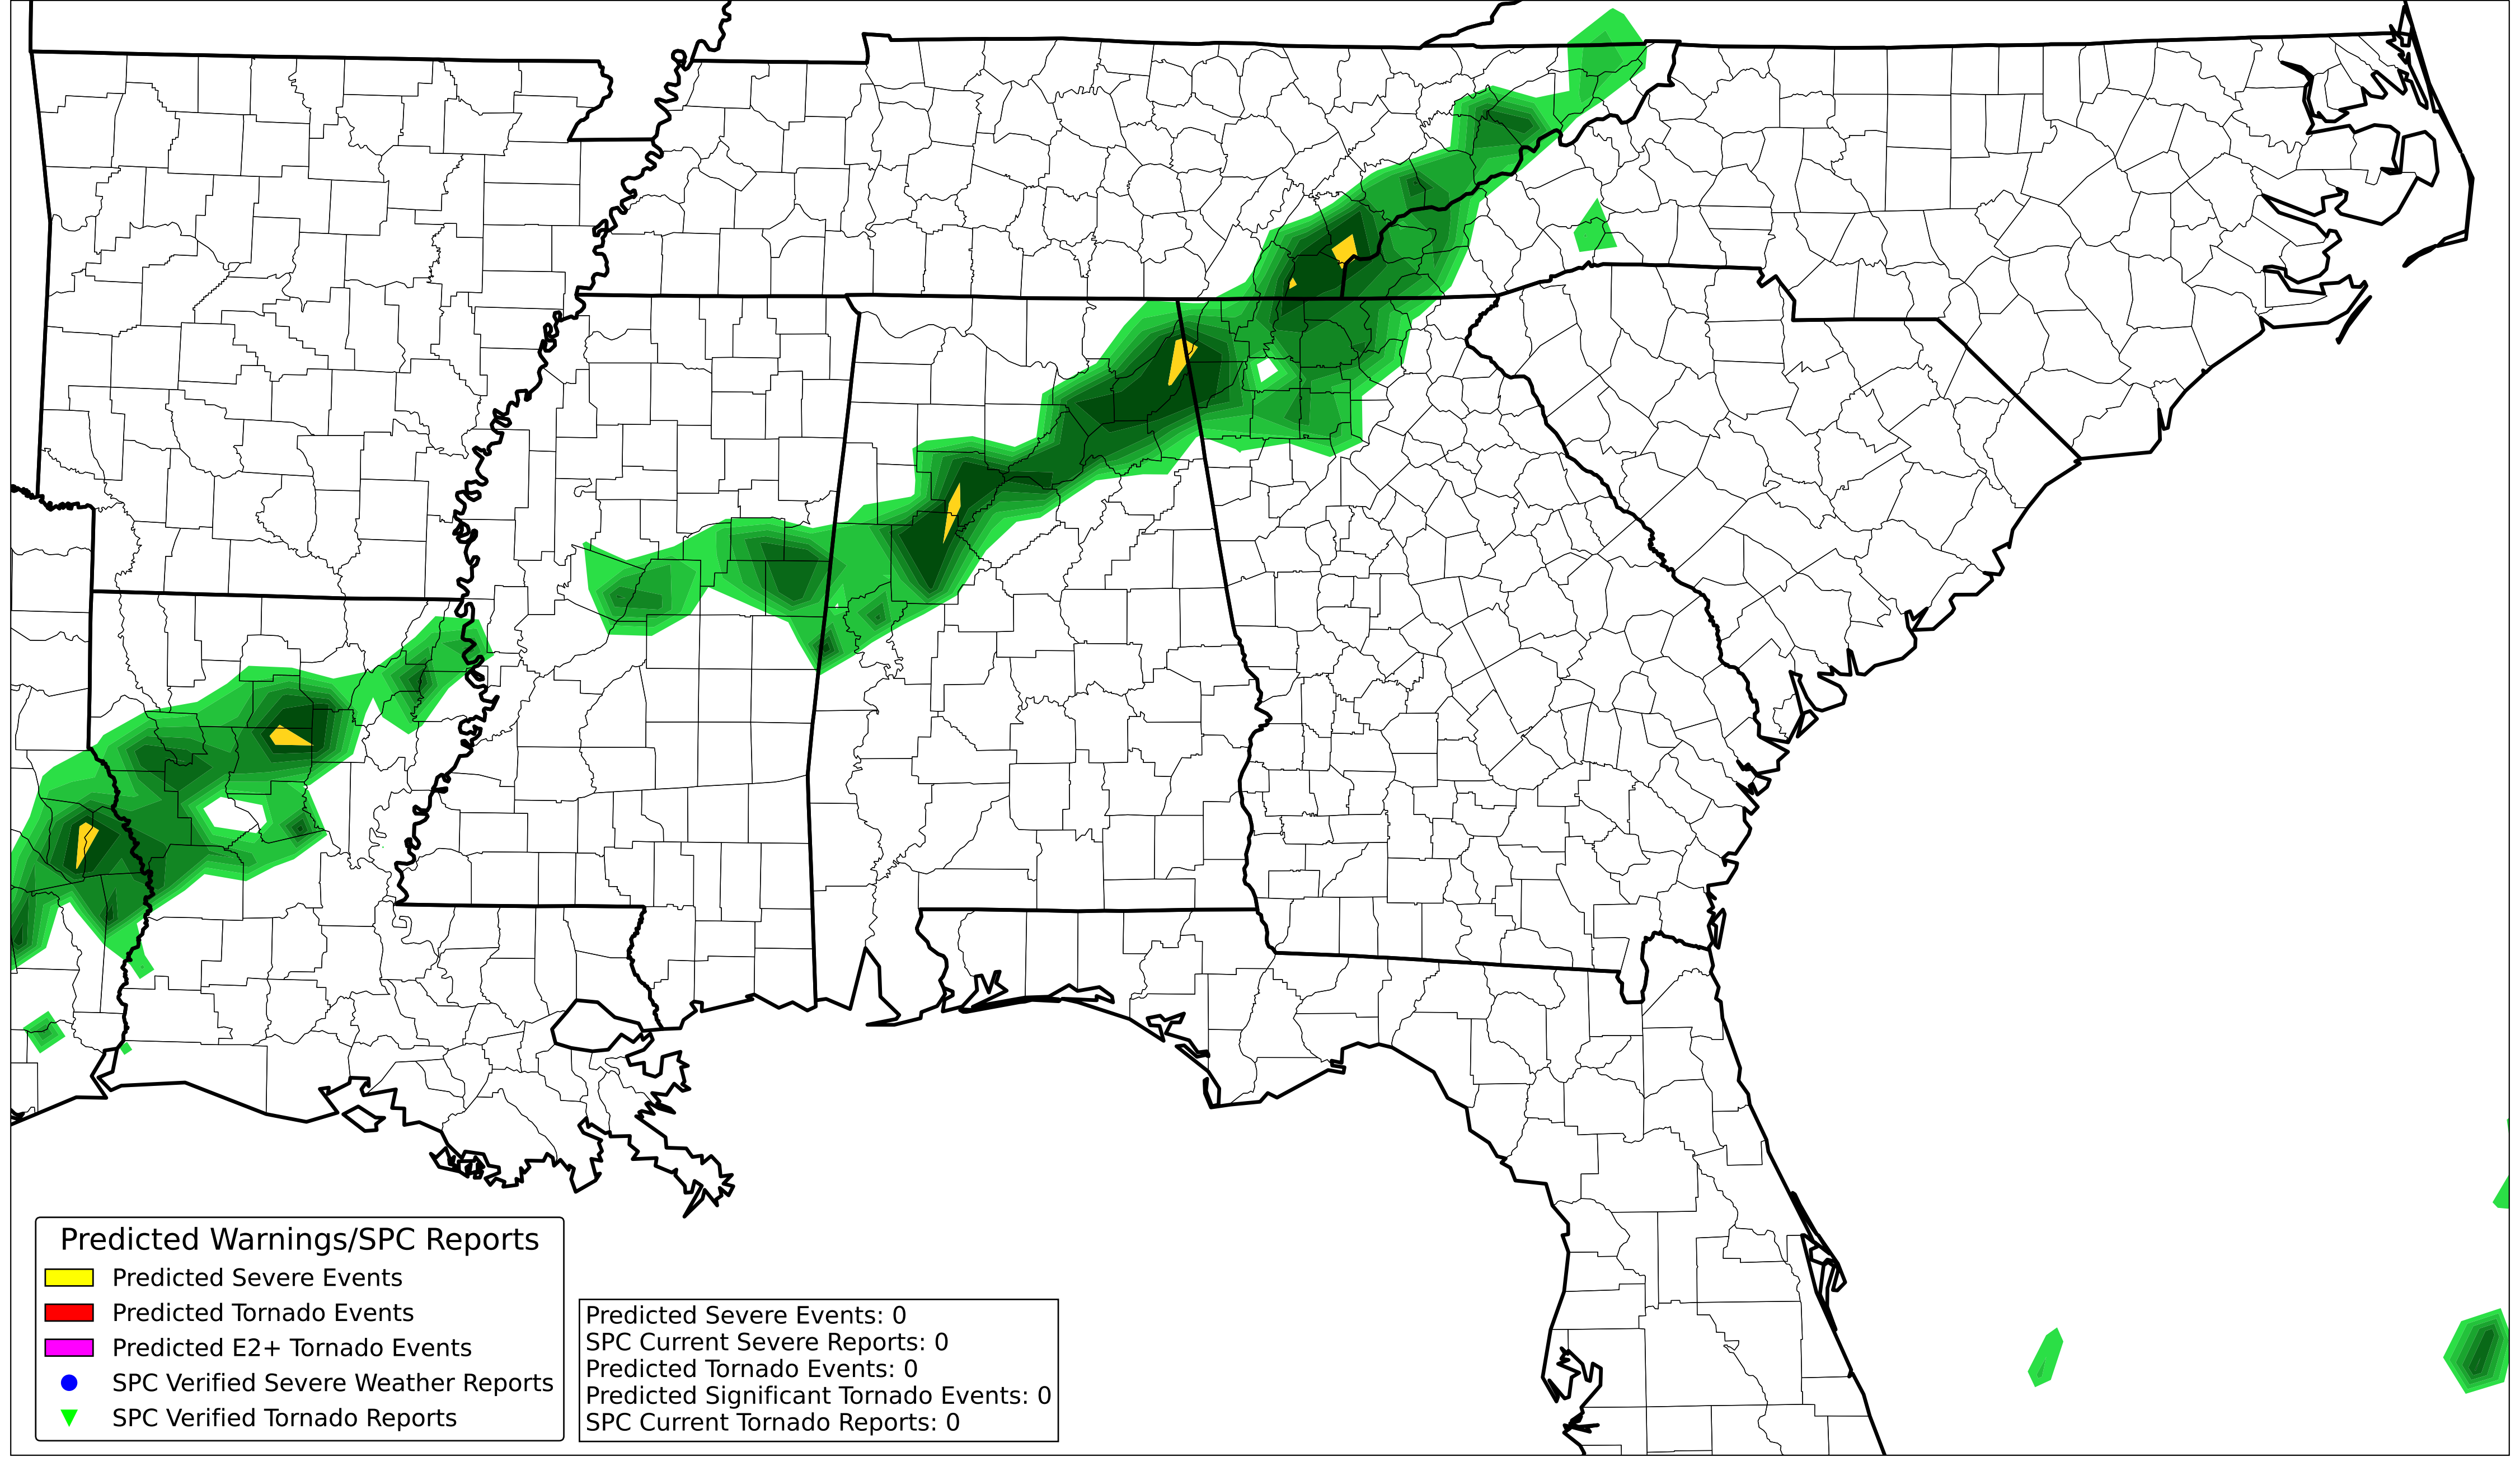 Predicted Warnings/SPC Reports
Predicted Severe Events
Predicted Tornado Events
Predicted E2+ Tornado Events
SPC Verified Severe Weather Reports
SPC Verified Tornado Reports
Predicted Severe Events: 0
SPC Current Severe Reports: 0
Predicted Tornado Events: 0
Predicted Significant Tornado Events: 0
SPC Current Tornado Reports: 0